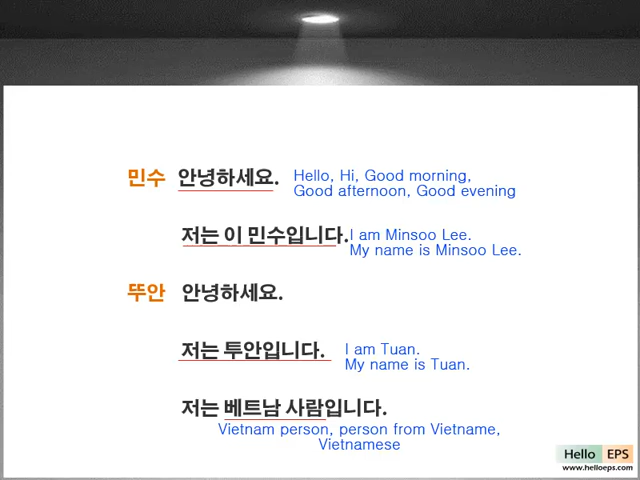 민수 안녕하세요. Hello, Hi, Good morning,
Good afternoon, Good evening
저는 이 민수입니다. I am Minsoo Lee.
My name is Minsoo Lee.
뚜안 안녕하세요.
저는 투안입니다. I am Tuan.
My name is Tuan.
저는 베트남 사람입니다.
Vietnam person, person from Vietname,
Vietnamese
Hello EPS
www.helloeps.com